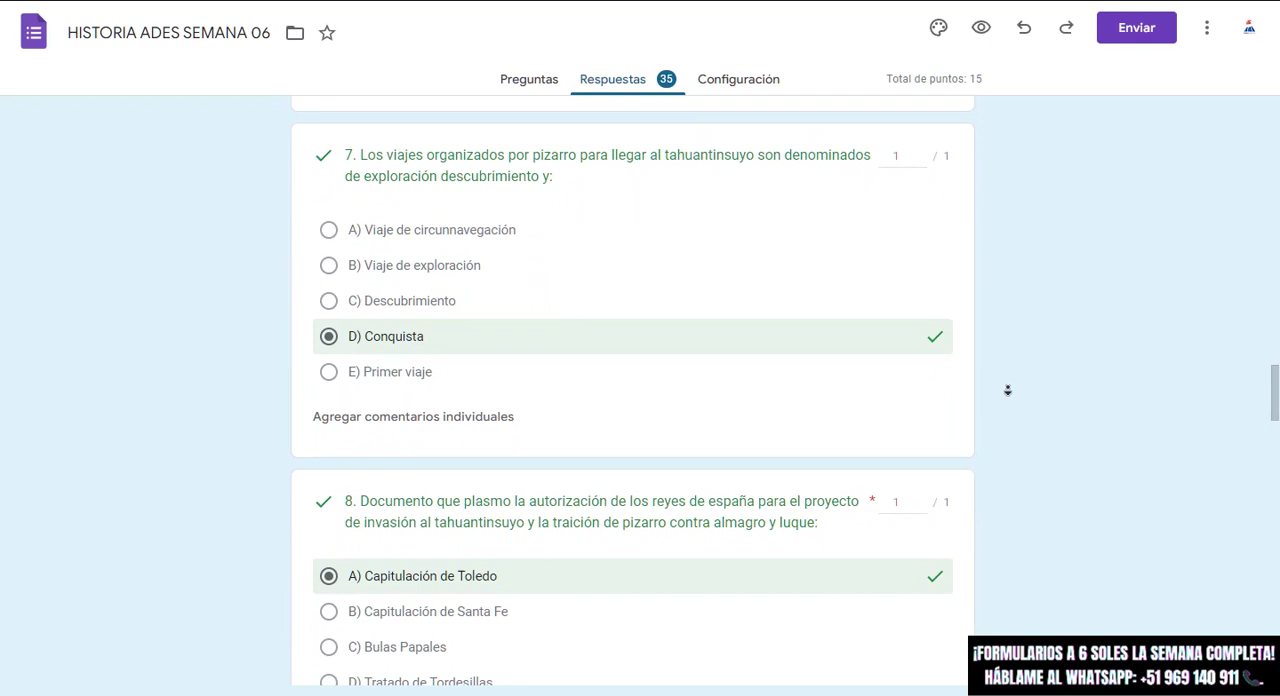 HISTORIA ADES SEMANA 06
Enviar
Preguntas Respuestas 35 Configuración Total de puntos: 15
7. Los viajes organizados por pizarro para llegar al tahuantinsuyo son denominados 1 / 1
de exploración descubrimiento y:
A) Viaje de circunnavegación
B) Viaje de exploración
C) Descubrimiento
D) Conquista
E) Primer viaje
Agregar comentarios individuales
8. Documento que plasmo la autorización de los reyes de españa para el proyecto * 1 / 1
de invasión al tahuantinsuyo y la traición de pizarro contra almagro y luque:
A) Capitulación de Toledo
B) Capitulación de Santa Fe
C) Bulas Papales
D) Tratado de Tordesillas
¡FORMULARIOS A 6 SOLES LA SEMANA COMPLETA!
HÁBLAME AL WHATSAPP: +51 969 140 911